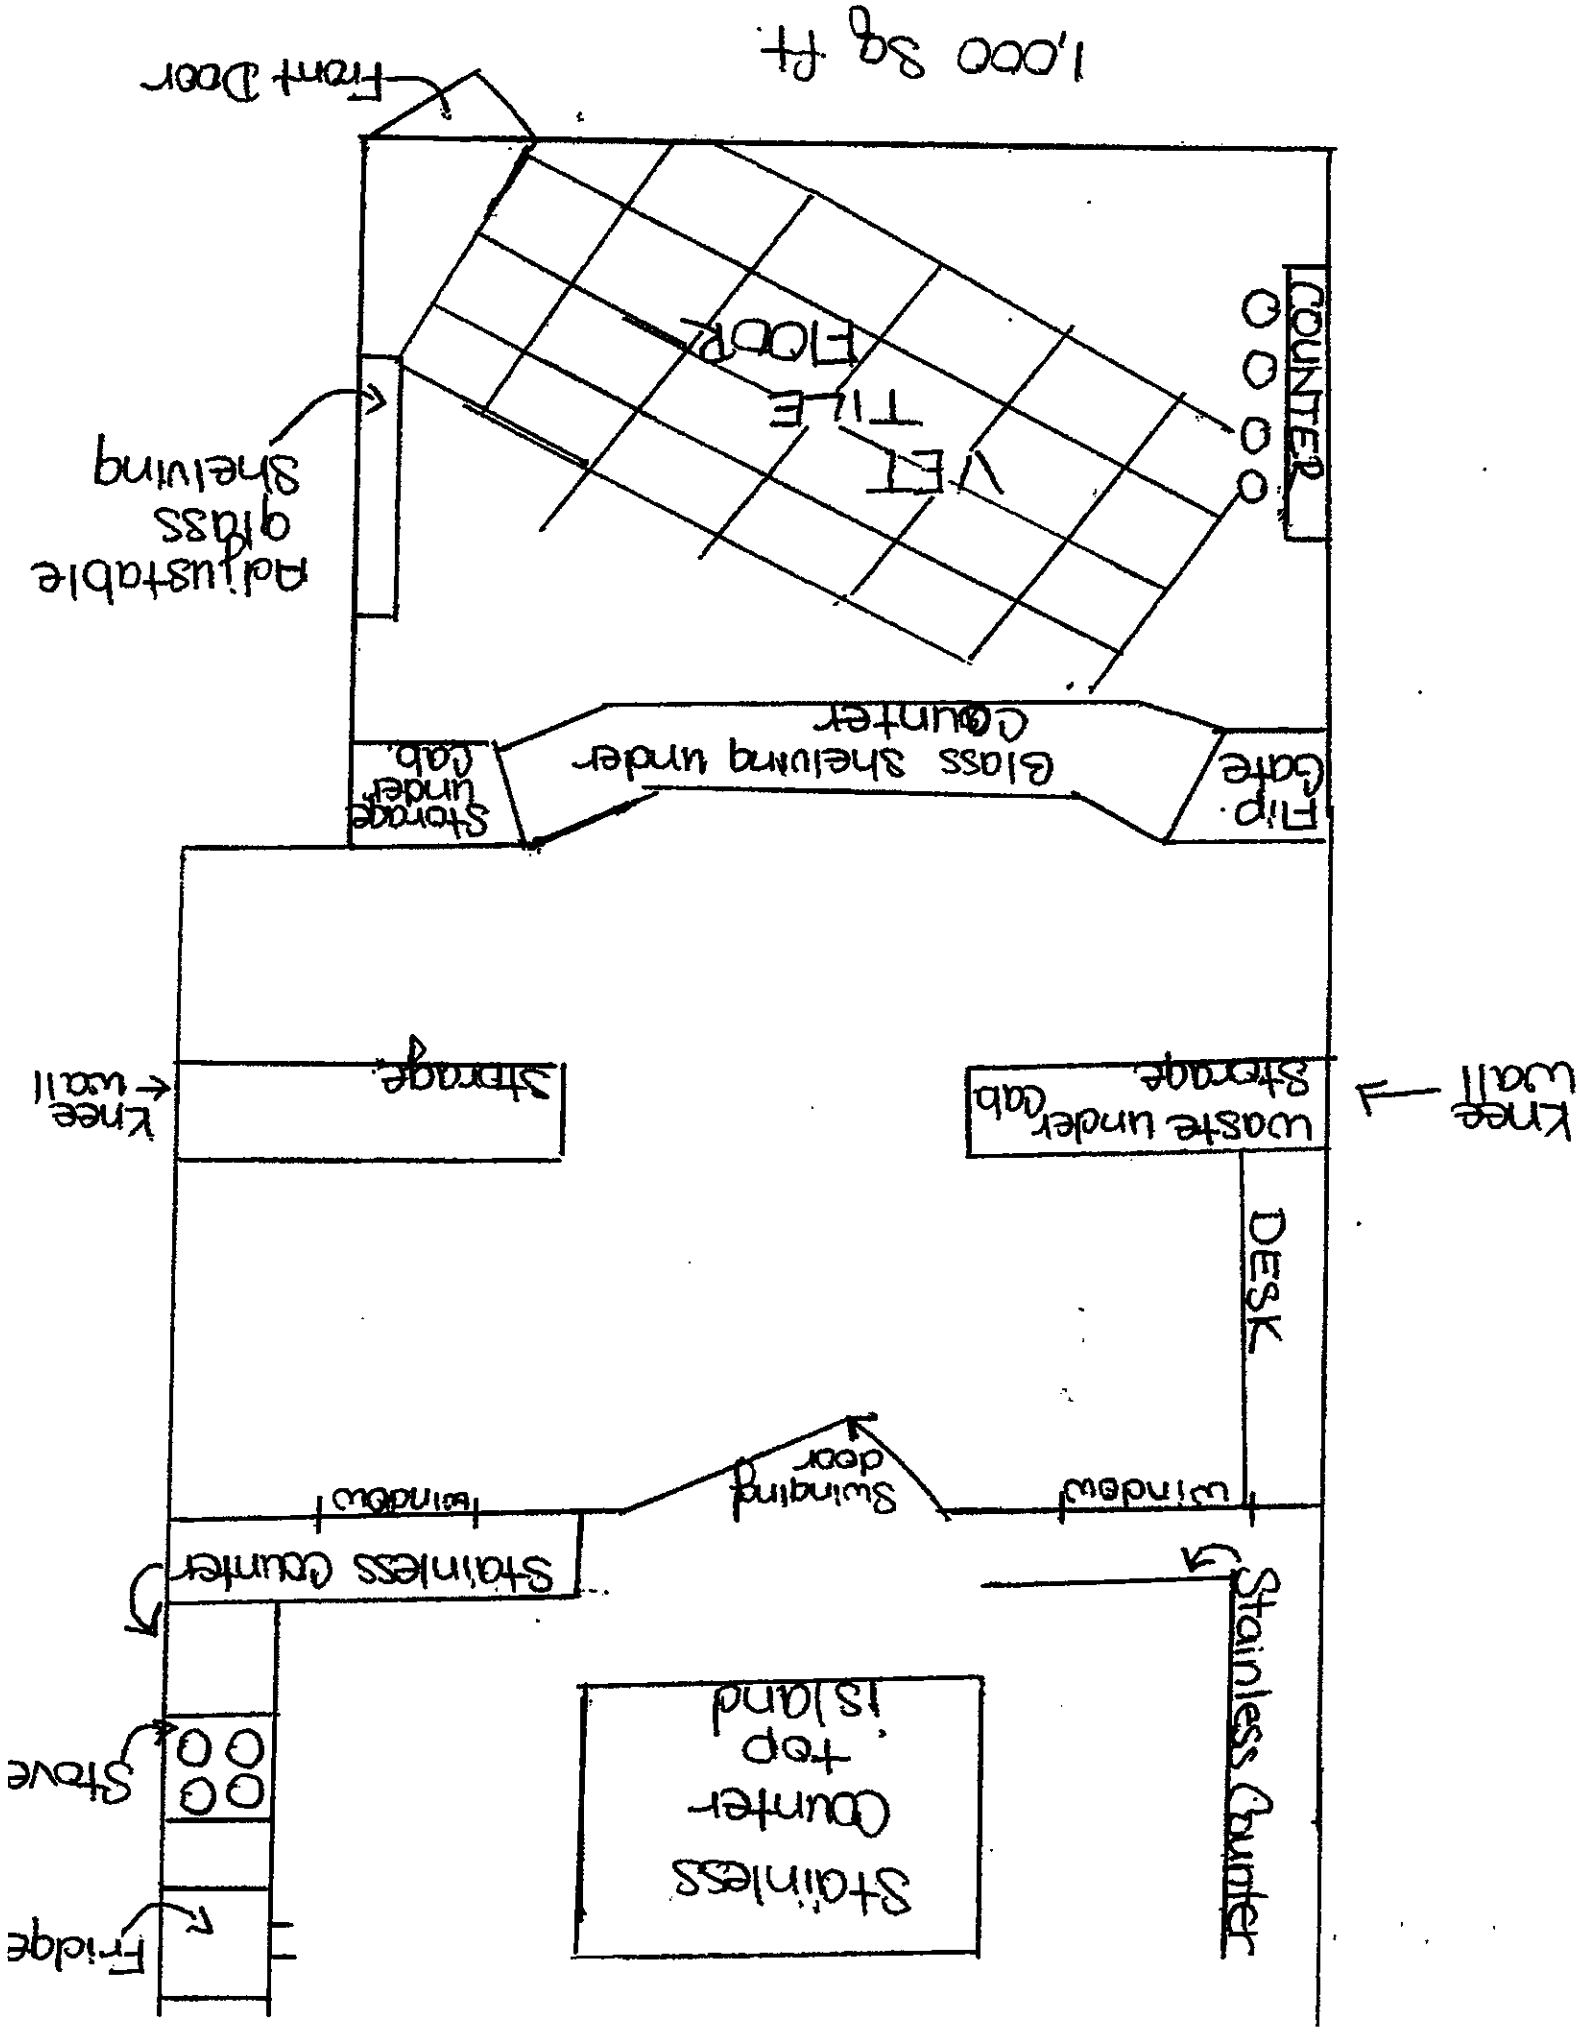 Fridge
Stainless
Counter
top
island
Stainless Counter
Stove
Stainless Counter
window
Swinging
door
window
DESK
Knee
wall
waste under
Cab
Storage
Storage
Knee
wall
Flip
Gate
Glass Shelving under
Counter
Storage
under
Cab.
Adjustable
glass
Shelving
VET
TILE
FLOOR
COUNTER
Front Door
1,000 Sq ft.